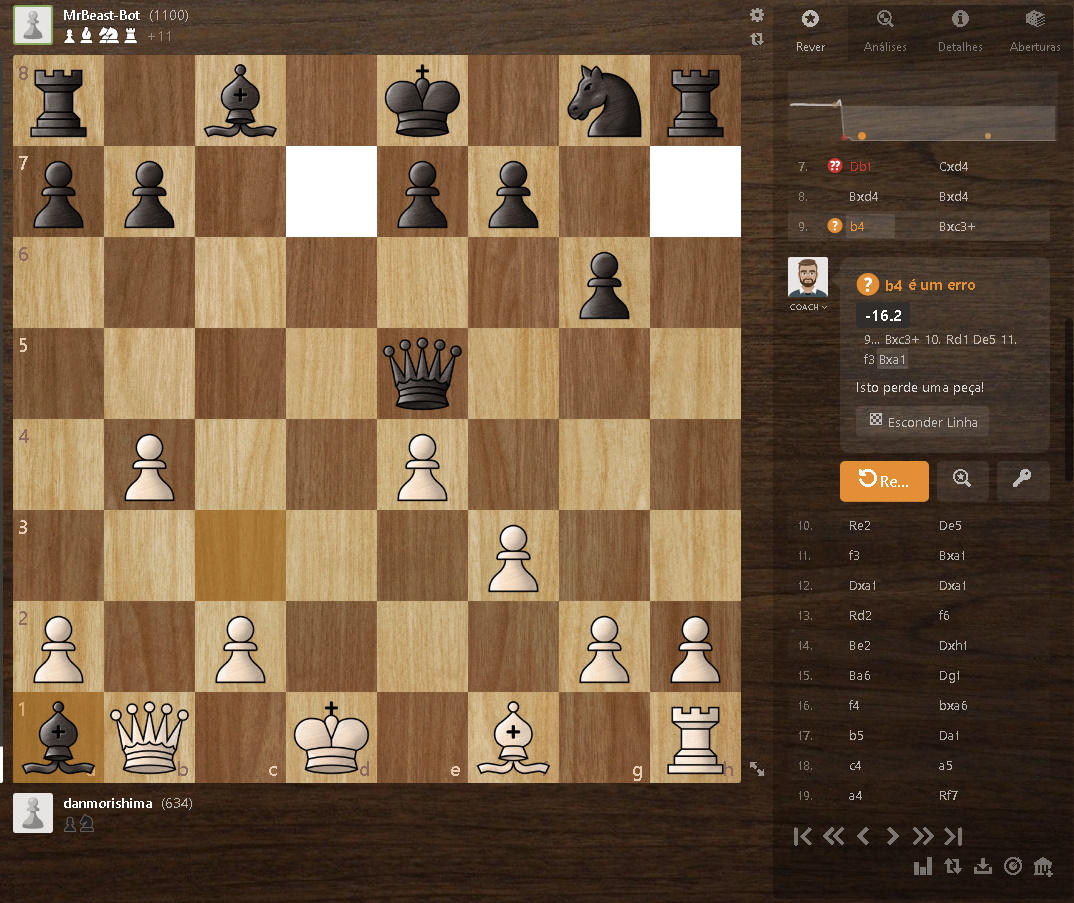 MrBeast-Bot (1100)
+11
8
7
6
5
4
3
2
1
a b c d e g h
danmorishima (634)
Rever Análises Detalhes Aberturas
7. ?? Db1 Cxd4
8. Bxd4 Bxd4
9. ? b4 Bxc3+
COACH
? b4 é um erro
-16.2
9... Bxc3+ 10. Rd1 De5 11.
f3 Bxa1
Isto perde uma peça!
Esconder Linha
Re...
10. Re2 De5
11. f3 Bxa1
12. Dxa1 Dxa1
13. Rd2 f6
14. Be2 Dxh1
15. Ba6 Dg1
16. f4 bxa6
17. b5 Da1
18. c4 a5
19. a4 Rf7